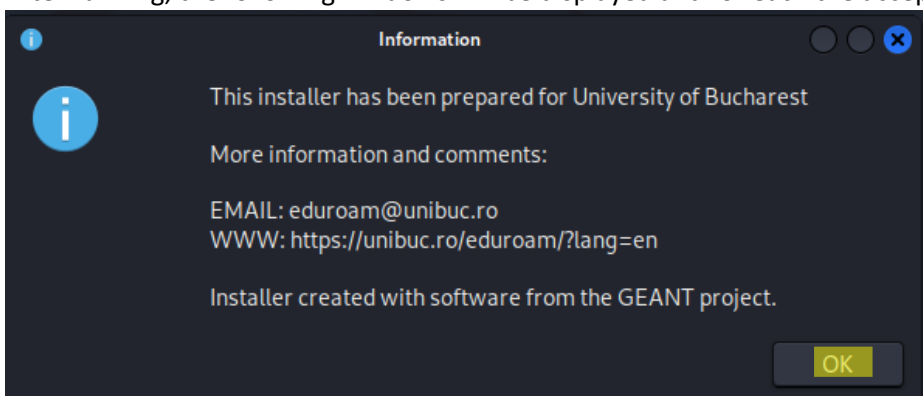 Information
This installer has been prepared for University of Bucharest
More information and comments:
EMAIL: eduroam@unibuc.ro
WWW: https://unibuc.ro/eduroam/?lang=en
Installer created with software from the GEANT project.
OK